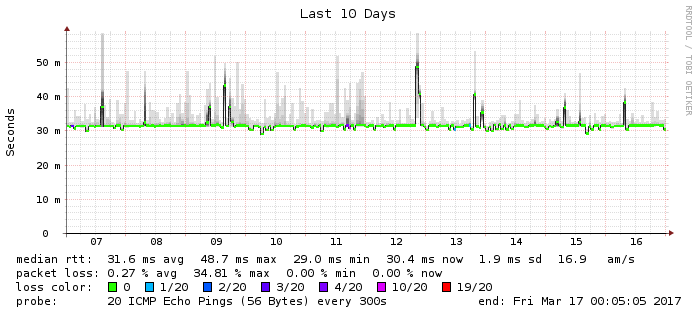 Last 10 Days
RRDTOOL / TOBI OETIKER
Seconds
50 m
40 m
30 m
20 m
10 m
0
07 08 09 10 11 12 13 14 15 16
median rtt: 31.6 ms avg 48.7 ms max 29.0 ms min 30.4 ms now 1.9 ms sd 16.9 am/s
packet loss: 0.27 % avg 34.81 % max 0.00 % min 0.00 % now
loss color: 0 1/20 2/20 3/20 4/20 10/20 19/20
probe: 20 ICMP Echo Pings (56 Bytes) every 300s end: Fri Mar 17 00:05:05 2017